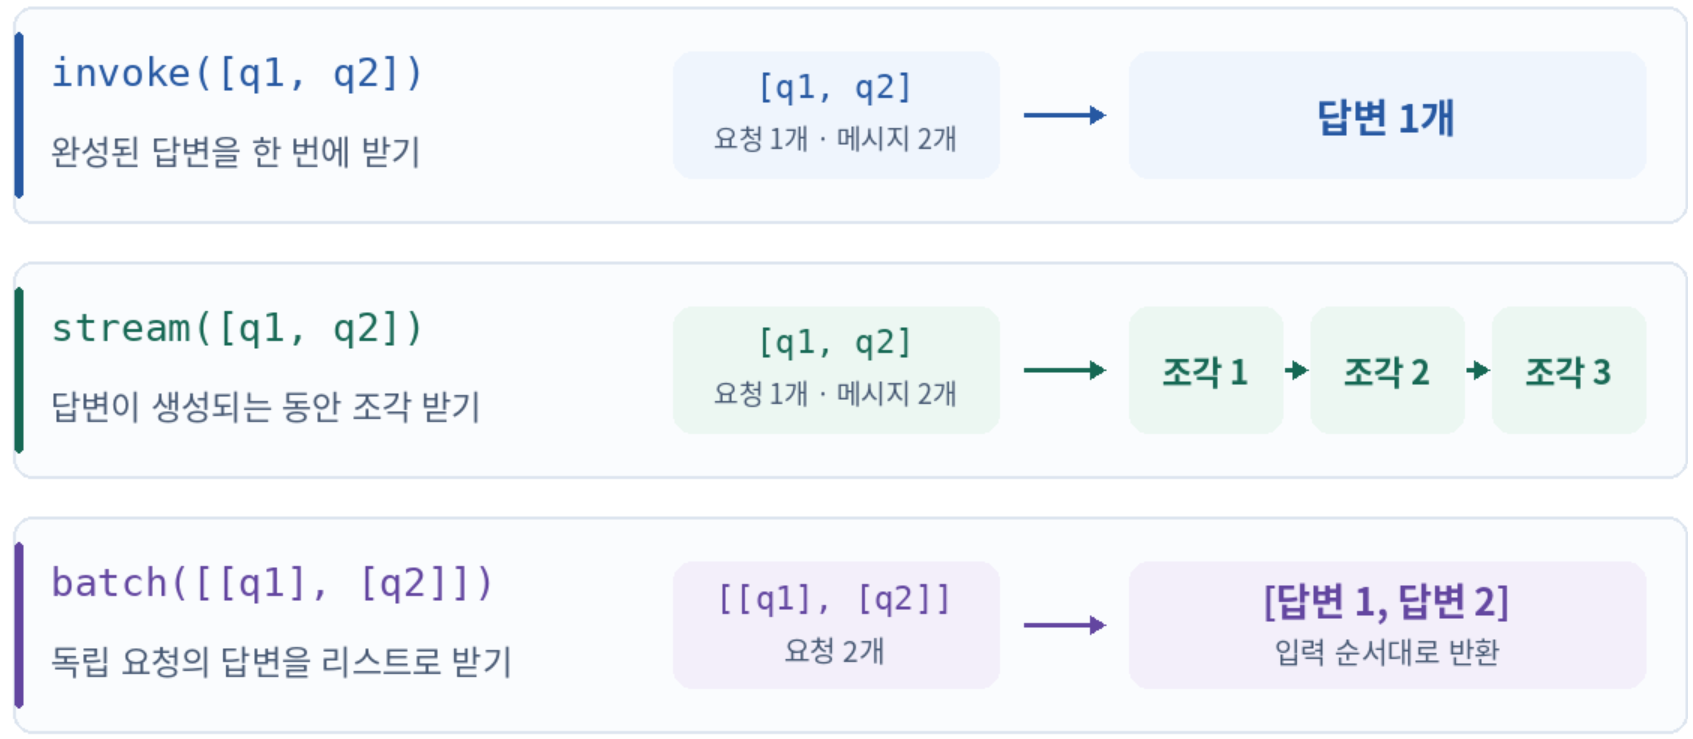 invoke([q1, q2])
완성된 답변을 한 번에 받기
[q1, q2]
요청 1개 · 메시지 2개
답변 1개
stream([q1, q2])
답변이 생성되는 동안 조각 받기
[q1, q2]
요청 1개 · 메시지 2개
조각 1
조각 2
조각 3
batch([[q1], [q2]])
독립 요청의 답변을 리스트로 받기
[[q1], [q2]]
요청 2개
[답변 1, 답변 2]
입력 순서대로 반환